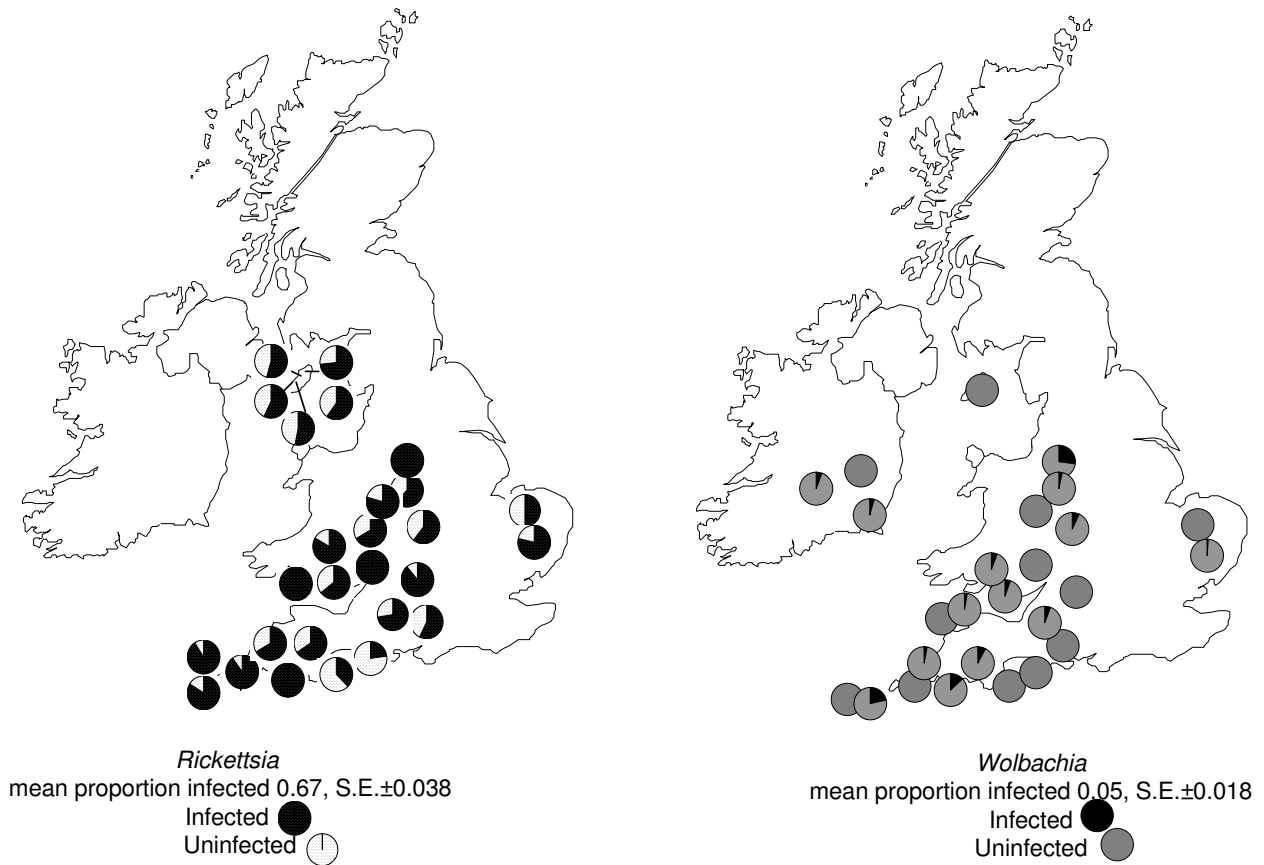 Rickettsia
mean proportion infected 0.67, S.E.±0.038
Infected
Uninfected
Wolbachia
mean proportion infected 0.05, S.E.±0.018
Infected
Uninfected